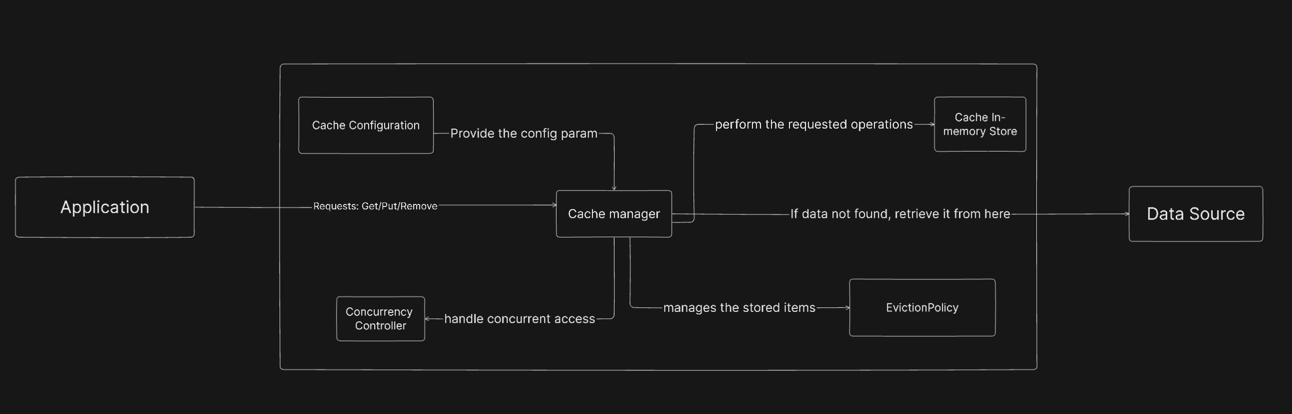 Cache Configuration
Provide the config param
perform the requested operations
Cache In-
memory Store
Application
Requests: Get/Put/Remove
Cache manager
If data not found, retrieve it from here
Data Source
Concurrency
Controller
handle concurrent access
manages the stored items
EvictionPolicy